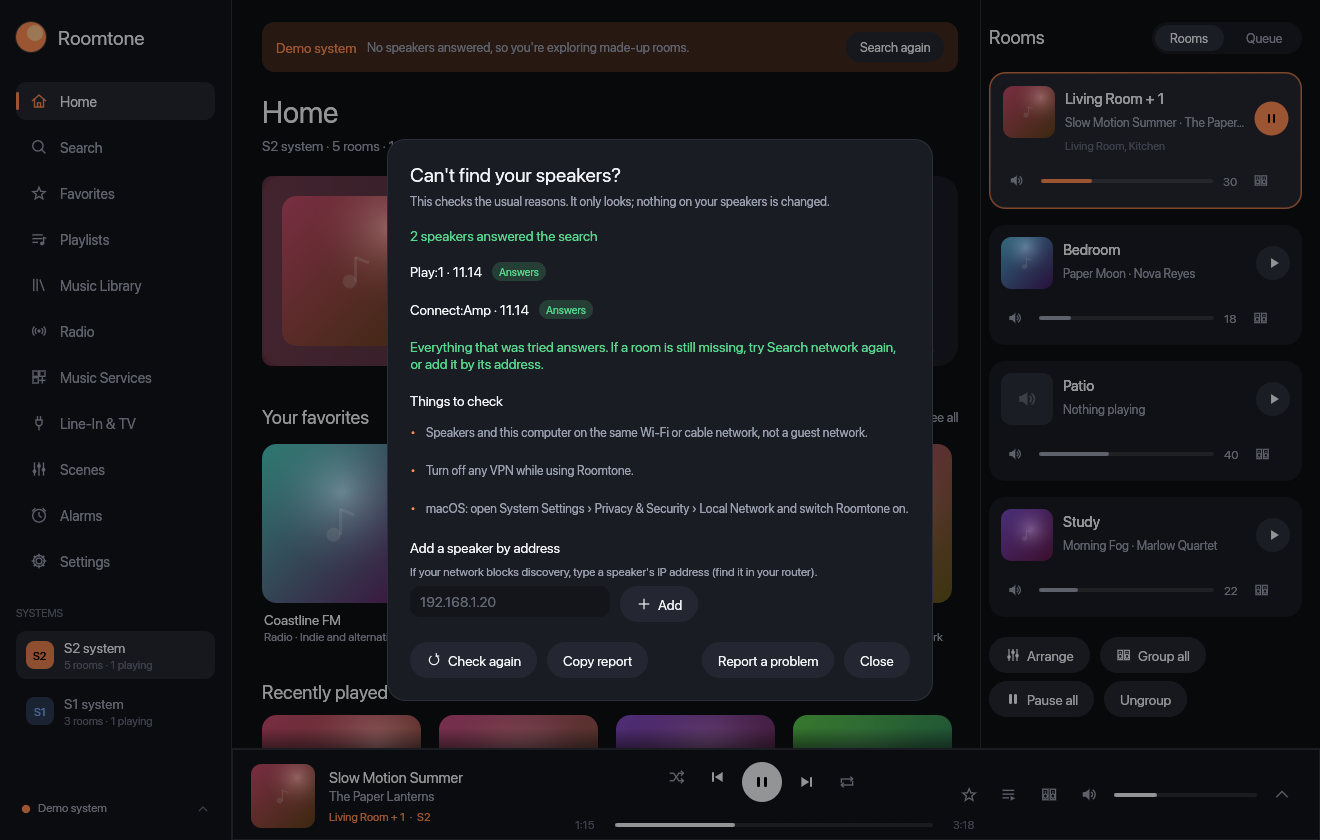 Roomtone
Home
Search
Favorites
Playlists
Music Library
Radio
Music Services
Line-In & TV
Scenes
Alarms
Settings
SYSTEMS
S2
S2 system
5 rooms · 1 playing
S1
S1 system
3 rooms · 1 playing
Demo system
Demo system No speakers answered, so you're exploring made-up rooms.
Search again
Home
S2 system · 5 rooms ·
Your favorites
Coastline FM
Radio · Indie and
Recently played
Can't find your speakers?
This checks the usual reasons. It only looks; nothing on your speakers is changed.
2 speakers answered the search
Play:1 · 11.14 Answers
Connect:Amp · 11.14 Answers
Everything that was tried answers. If a room is still missing, try Search network again,
or add it by its address.
Things to check
• Speakers and this computer on the same Wi-Fi or cable network, not a guest network.
• Turn off any VPN while using Roomtone.
• macOS: open System Settings › Privacy & Security › Local Network and switch Roomtone on.
Add a speaker by address
If your network blocks discovery, type a speaker's IP address (find it in your router).
192.168.1.20
Add
Check again
Copy report
Report a problem
Close
all
Rooms
Rooms
Queue
Living Room + 1
Slow Motion Summer · The Paper...
Living Room, Kitchen
30
Bedroom
Paper Moon · Nova Reyes
18
Patio
Nothing playing
40
Study
Morning Fog · Marlow Quartet
22
Arrange
Group all
Pause all
Ungroup
Slow Motion Summer
The Paper Lanterns
Living Room + 1 · S2
1:15
3:18